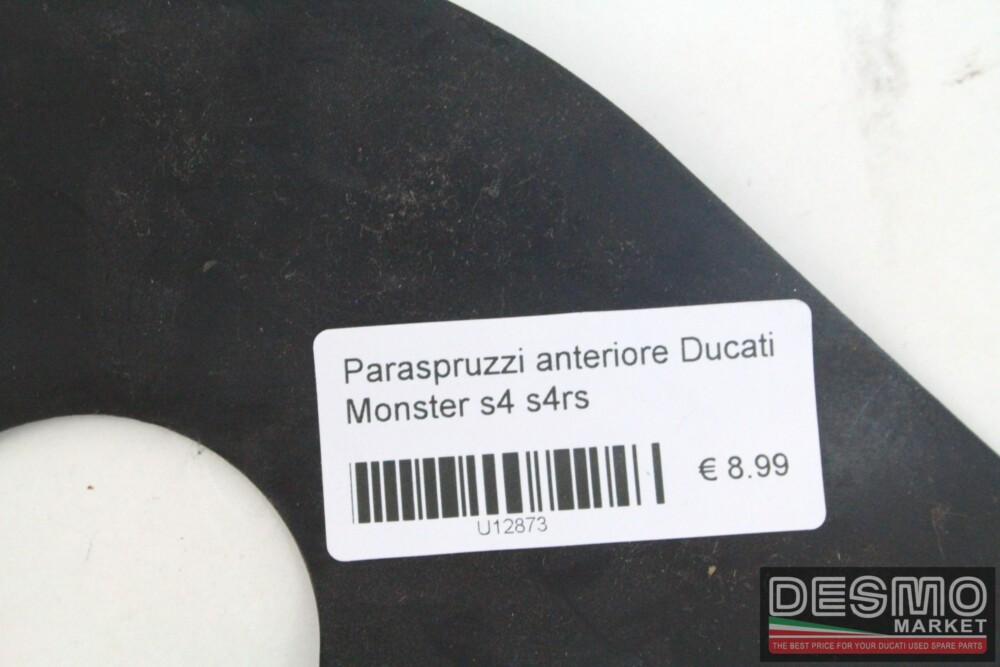 Paraspruzzi anteriore Ducati
Monster s4 s4rs
€ 8.99
U12873
DESMO
MARKET
THE BEST PRICE FOR YOUR DUCATI USED SPARE PARTS